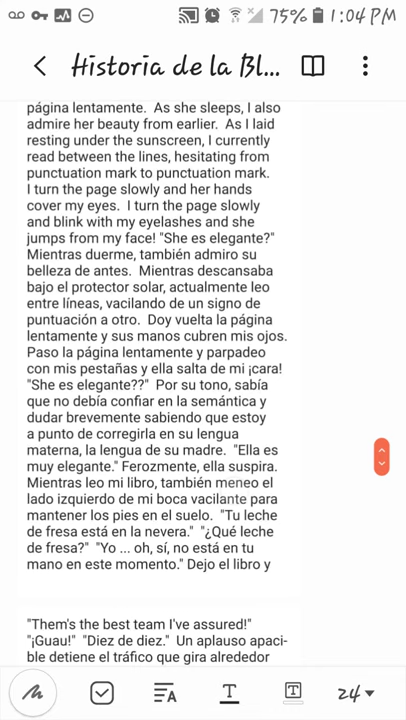 75% 1:04 PM
Historia de la Bl...
página lentamente. As she sleeps, I also
admire her beauty from earlier. As I laid
resting under the sunscreen, I currently
read between the lines, hesitating from
punctuation mark to punctuation mark.
I turn the page slowly and her hands
cover my eyes. I turn the page slowly
and blink with my eyelashes and she
jumps from my face! "She es elegante?"
Mientras duerme, también admiro su
belleza de antes. Mientras descansaba
bajo el protector solar, actualmente leo
entre líneas, vacilando de un signo de
puntuación a otro. Doy vuelta la página
lentamente y sus manos cubren mis ojos.
Paso la página lentamente y parpadeo
con mis pestañas y ella salta de mi ¡cara!
"She es elegante??" Por su tono, sabía
que no debía confiar en la semántica y
dudar brevemente sabiendo que estoy
a punto de corregirla en su lengua
materna, la lengua de su madre. "Ella es
muy elegante." Ferozmente, ella suspira.
Mientras leo mi libro, también meneo el
lado izquierdo de mi boca vacilante para
mantener los pies en el suelo. "Tu leche
de fresa está en la nevera." "¿Qué leche
de fresa?" "Yo ... oh, sí, no está en tu
mano en este momento." Dejo el libro y
"Them's the best team I've assured!"
"¡Guau!" "Diez de diez." Un aplauso apaci-
ble detiene el tráfico que gira alrededor
24